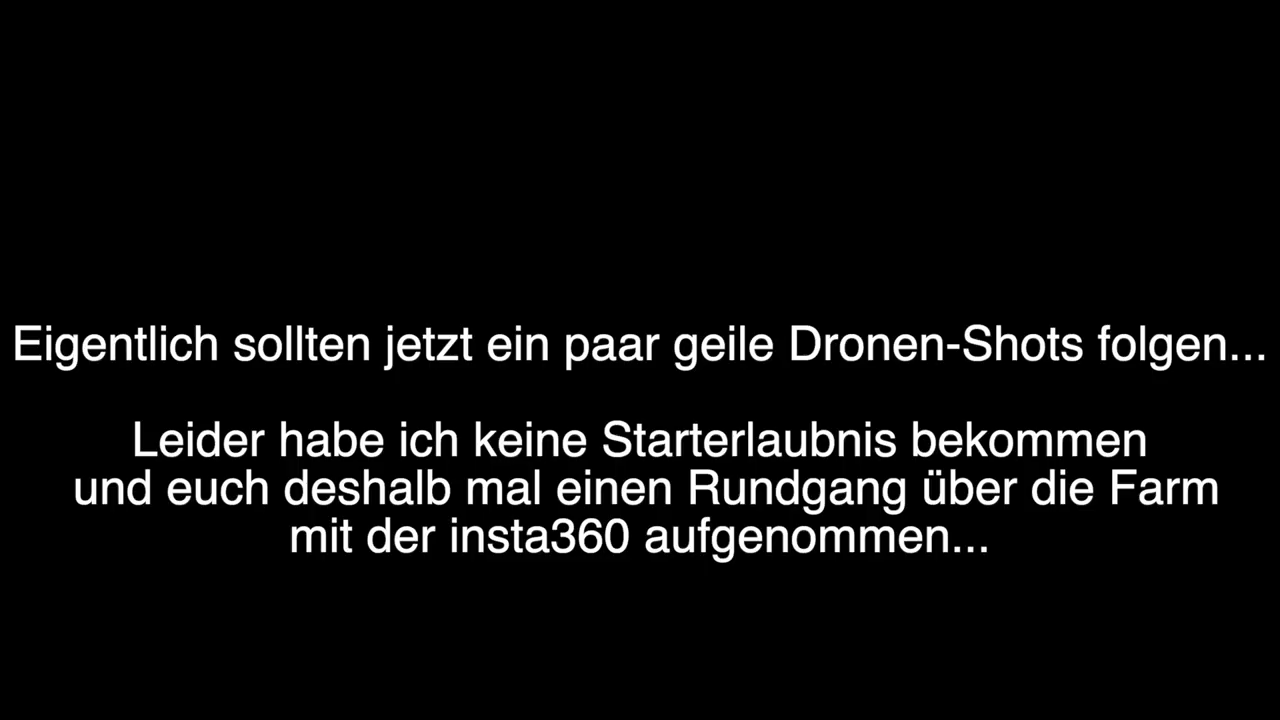 Eigentlich sollten jetzt ein paar geile Dronen-Shots folgen...
Leider habe ich keine Starterlaubnis bekommen
und euch deshalb mal einen Rundgang über die Farm
mit der insta360 aufgenommen...